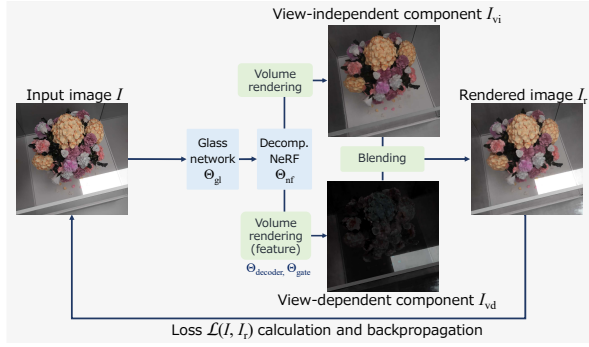 View-independent component I_vi
Input image I
Volume
rendering
Rendered image I_r
Glass
network
Θ_gl
Decomp.
NeRF
Θ_nf
Blending
Volume
rendering
(feature)
Θ_decoder, Θ_gate
View-dependent component I_vd
Loss ℒ(I, I_r) calculation and backpropagation